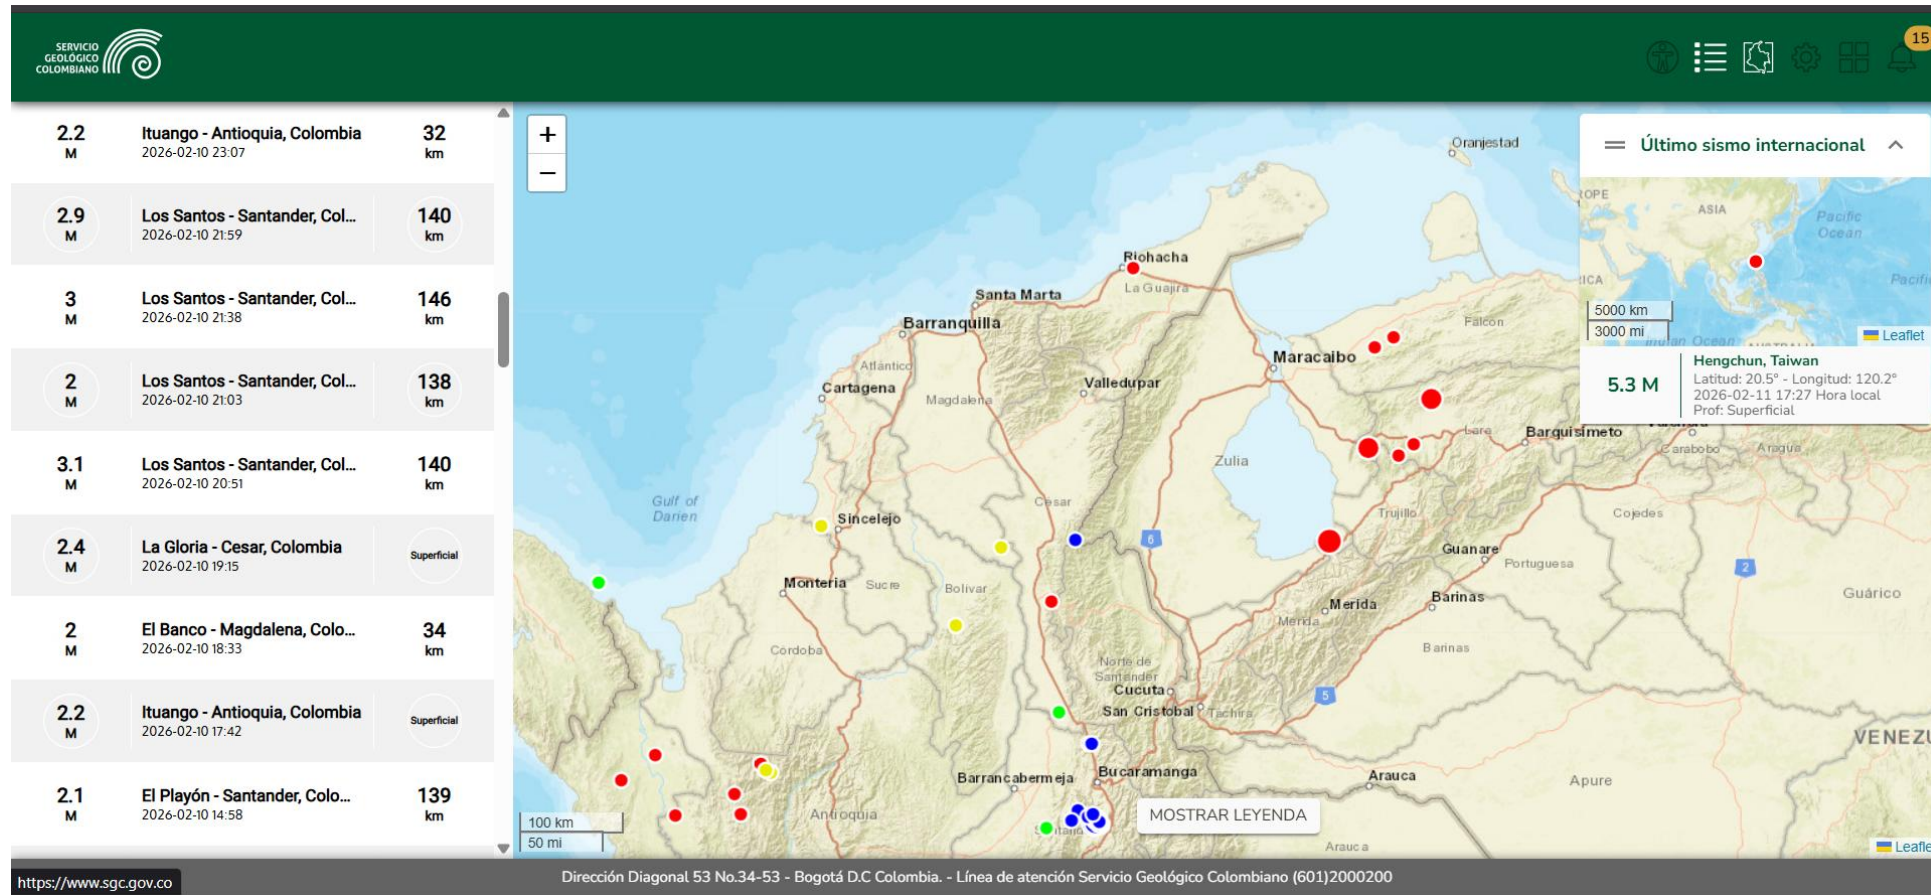 SERVICIO
GEOLÓGICO
COLOMBIANO
15
2.2
M
Ituango - Antioquia, Colombia
2026-02-10 23:07
32
km
2.9
M
Los Santos - Santander, Col...
2026-02-10 21:59
140
km
3
M
Los Santos - Santander, Col...
2026-02-10 21:38
146
km
2
M
Los Santos - Santander, Col...
2026-02-10 21:03
138
km
3.1
M
Los Santos - Santander, Col...
2026-02-10 20:51
140
km
2.4
M
La Gloria - Cesar, Colombia
2026-02-10 19:15
Superficial
2
M
El Banco - Magdalena, Colo...
2026-02-10 18:33
34
km
2.2
M
Ituango - Antioquia, Colombia
2026-02-10 17:42
Superficial
2.1
M
El Playón - Santander, Colo...
2026-02-10 14:58
139
km
+
−
Oranjestad
Riohacha
La Guajira
Santa Marta
Barranquilla
Falcon
Maracaibo
Atlántico
Cartagena
Valledupar
Magdalena
Lara
Barquisimeto
Carabobo
Aragua
Zulia
Gulf of
Darien
Cesar
Sincelejo
Trujillo
Cojedes
6
Guanare
Portuguesa
2
Monteria
Sucre
Bolivar
Guárico
Merida
Barinas
Merida
Cordoba
Barinas
Norte de
Santander
Cucuta
5
San Cristobal
Tachira
VENEZU
Barrancabermeja
Bucaramanga
Arauca
Apure
Antioquia
MOSTRAR LEYENDA
Arauca
100 km
50 mi
Leafle
Último sismo internacional
OPE
ASIA
Pacific
Ocean
ICA
Pacifi
5000 km
3000 mi
Indian Ocean
AUSTRALIA
Leaflet
5.3 M
Hengchun, Taiwan
Latitud: 20.5° - Longitud: 120.2°
2026-02-11 17:27 Hora local
Prof: Superficial
https://www.sgc.gov.co
Dirección Diagonal 53 No.34-53 - Bogotá D.C Colombia. - Línea de atención Servicio Geológico Colombiano (601)2000200